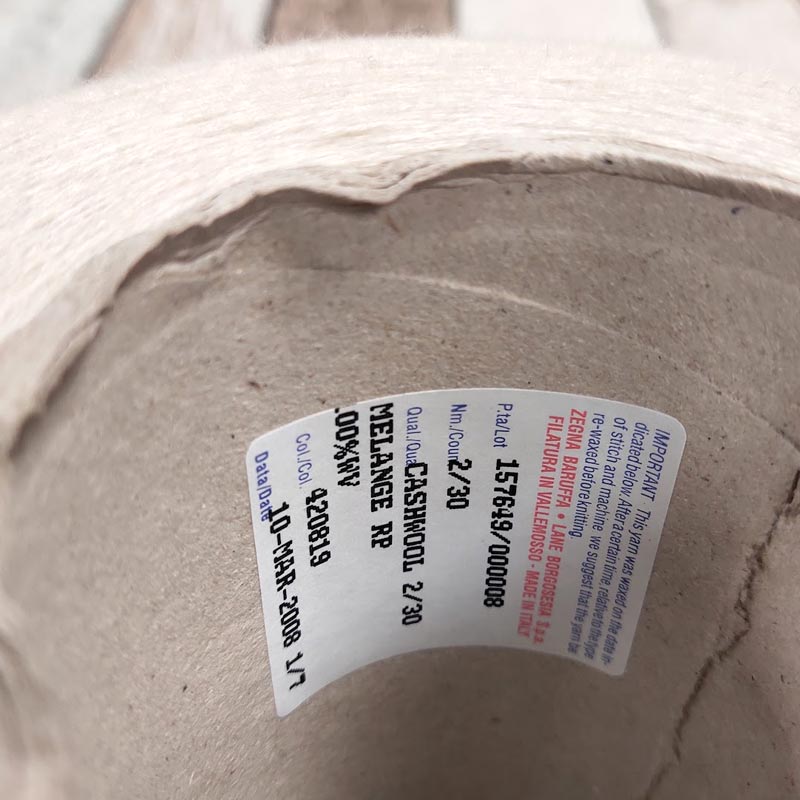 IMPORTANT This yarn was waxed on the date in-
dicated below. After a certain time, relative to the type
of stitch and machine, we suggest that the yarn be
re-waxed before knitting.
ZEGNA BARUFFA • LANE BORGOSESIA S.p.a.
FILATURA IN VALLEMOSSO - MADE IN ITALY
P.ta/Lot 157649/000008
Nm./Coun 2/30
Qual./Qua CASHWOOL 2/30
MELANGE RP
.00%WV
Col./Col. 420819
Data/Date 10-MAR-2008 1/7